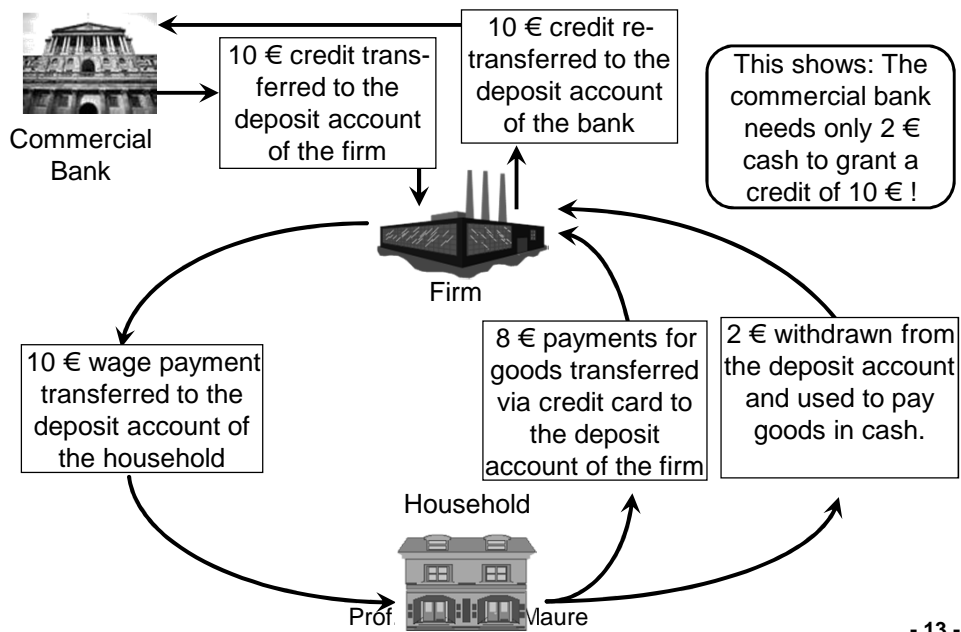 10 € credit trans-
ferred to the
deposit account
of the firm
10 € credit re-
transferred to the
deposit account
of the bank
This shows: The
commercial bank
needs only 2 €
cash to grant a
credit of 10 € !
Commercial
Bank
Firm
10 € wage payment
transferred to the
deposit account of
the household
8 € payments for
goods transferred
via credit card to
the deposit
account of the firm
2 € withdrawn from
the deposit account
and used to pay
goods in cash.
Household
Prof. Maure
- 13 -